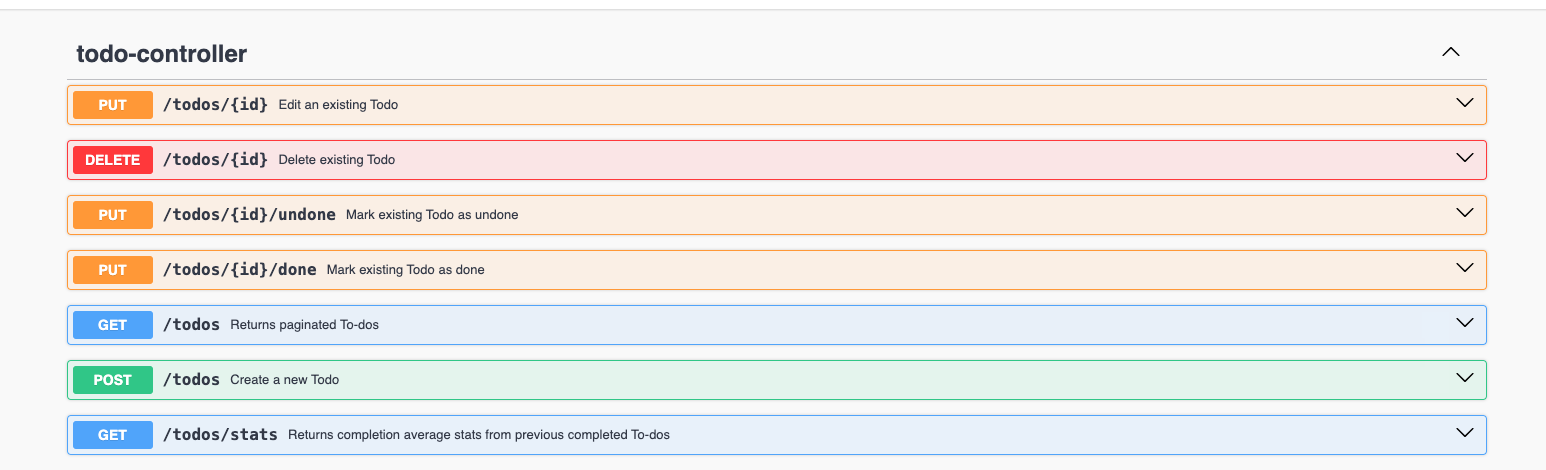 todo-controller
PUT /todos/{id} Edit an existing Todo
DELETE /todos/{id} Delete existing Todo
PUT /todos/{id}/undone Mark existing Todo as undone
PUT /todos/{id}/done Mark existing Todo as done
GET /todos Returns paginated To-dos
POST /todos Create a new Todo
GET /todos/stats Returns completion average stats from previous completed To-dos